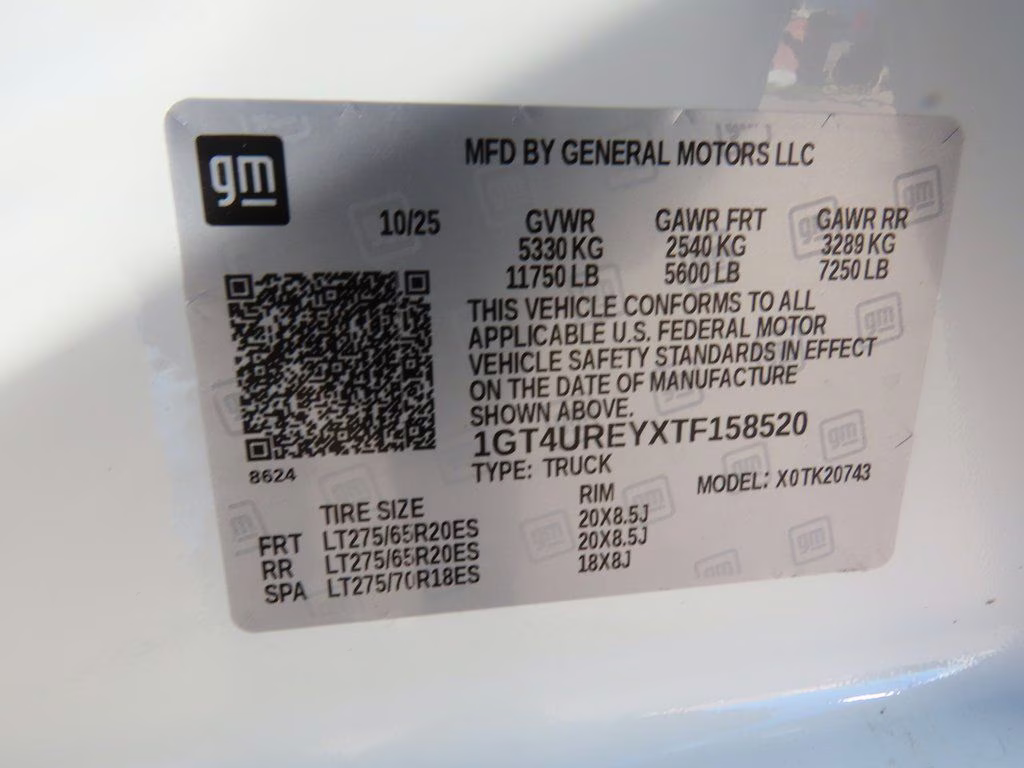 gm
MFD BY GENERAL MOTORS LLC
10/25 GVWR GAWR FRT GAWR RR
5330 KG 2540 KG 3289 KG
11750 LB 5600 LB 7250 LB
THIS VEHICLE CONFORMS TO ALL
APPLICABLE U.S. FEDERAL MOTOR
VEHICLE SAFETY STANDARDS IN EFFECT
ON THE DATE OF MANUFACTURE
SHOWN ABOVE.
1GT4UREYXTF158520
8624
TYPE: TRUCK MODEL: X0TK20743
TIRE SIZE RIM
FRT LT275/65R20ES 20X8.5J
RR LT275/65R20ES 20X8.5J
SPA LT275/70R18ES 18X8J